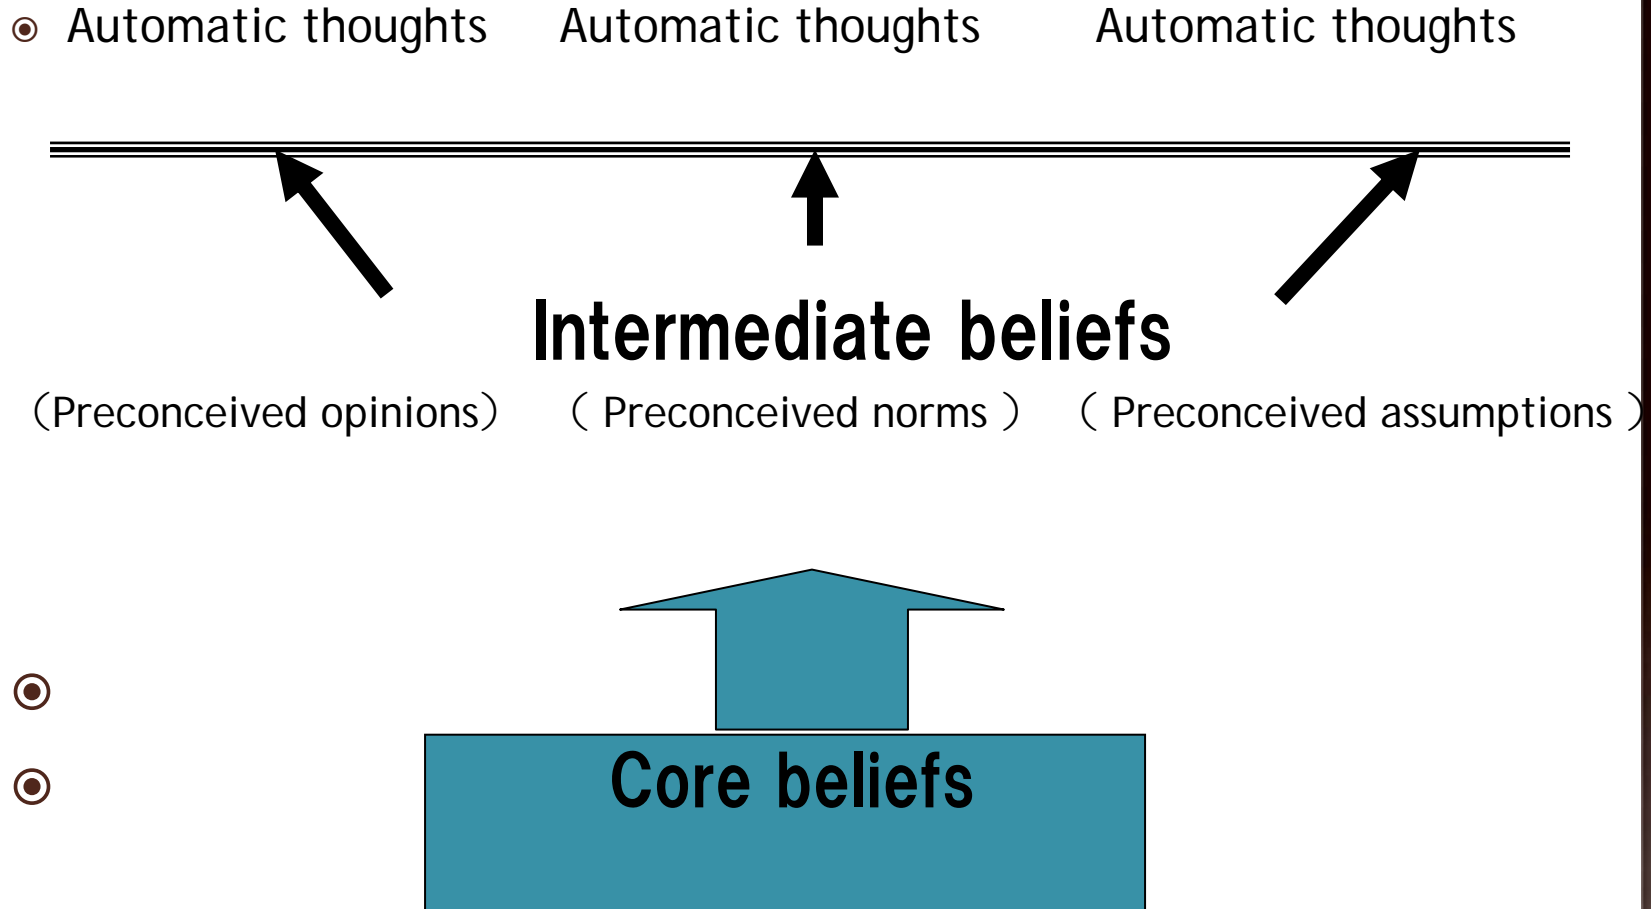 Automatic thoughts Automatic thoughts Automatic thoughts
Intermediate beliefs
（Preconceived opinions） （ Preconceived norms ） （ Preconceived assumptions ）
Core beliefs